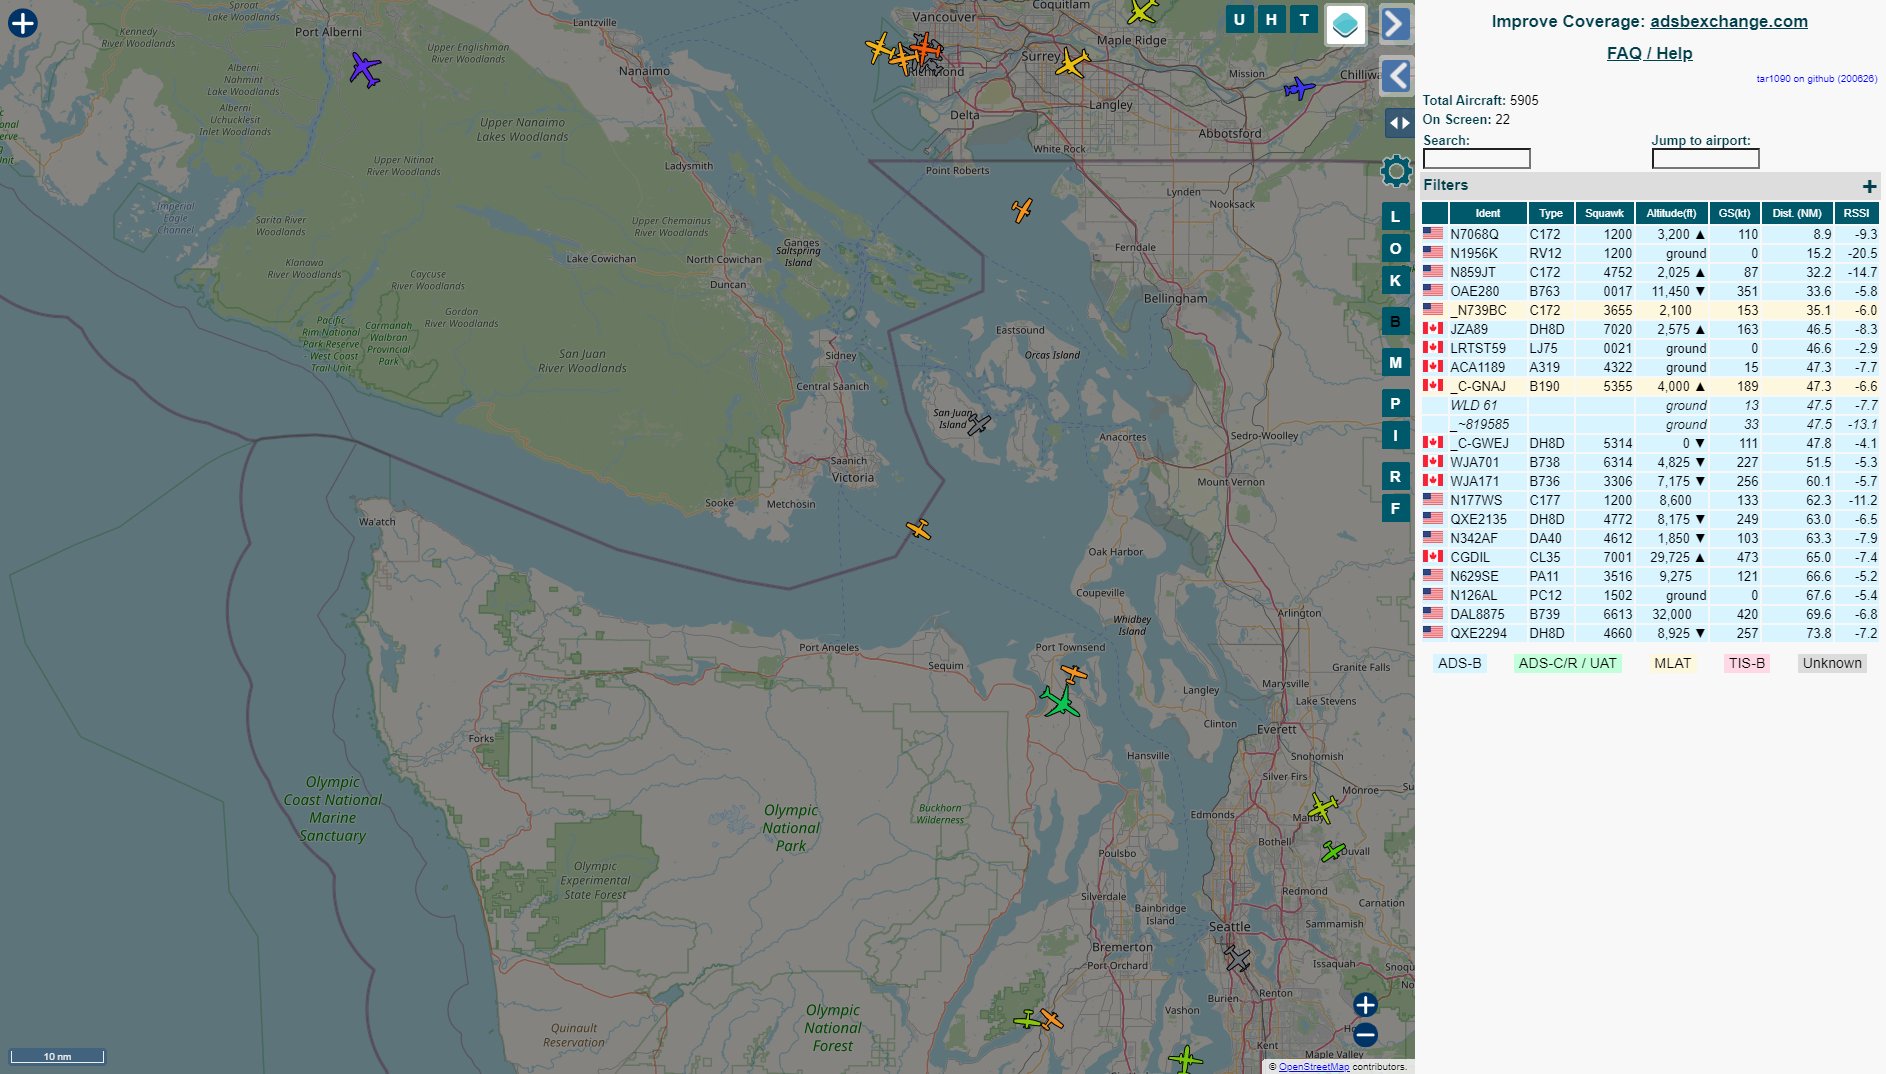 Improve Coverage: adsbexchange.com
FAQ / Help
tar1090 on github (200626)
Total Aircraft: 5905
On Screen: 22
Search:
Jump to airport:
Filters
Ident Type Squawk Altitude(ft) GS(kt) Dist. (NM) RSSI
N7068Q C172 1200 3,200 ▲ 110 8.9 -9.3
N1956K RV12 1200 ground 0 15.2 -20.5
N859JT C172 4752 2,025 ▲ 87 32.2 -14.7
OAE280 B763 0017 11,450 ▼ 351 33.6 -5.8
_N739BC C172 3655 2,100 153 35.1 -6.0
JZA89 DH8D 7020 2,575 ▲ 163 46.5 -8.3
LRTST59 LJ75 0021 ground 0 46.6 -2.9
ACA1189 A319 4322 ground 15 47.3 -7.7
_C-GNAJ B190 5355 4,000 ▲ 189 47.3 -6.6
WLD 61 ground 13 47.5 -7.7
_~819585 ground 33 47.5 -13.1
_C-GWEJ DH8D 5314 0 ▼ 111 47.8 -4.1
WJA701 B738 6314 4,825 ▼ 227 51.5 -5.3
WJA171 B736 3306 7,175 ▼ 256 60.1 -5.7
N177WS C177 1200 8,600 133 62.3 -11.2
QXE2135 DH8D 4772 8,175 ▼ 249 63.0 -6.5
N342AF DA40 4612 1,850 ▼ 103 63.3 -7.9
CGDIL CL35 7001 29,725 ▲ 473 65.0 -7.4
N629SE PA11 3516 9,275 121 66.6 -5.2
N126AL PC12 1502 ground 0 67.6 -5.4
DAL8875 B739 6613 32,000 420 69.6 -6.8
QXE2294 DH8D 4660 8,925 ▼ 257 73.8 -7.2
ADS-B ADS-C/R / UAT MLAT TIS-B Unknown
U H T
L
O
K
B
M
P
I
R
F
Sproat
Lake Woodlands
Kennedy
River Woodlands
Port Alberni
Lantzville
Vancouver
Coquitlam
Maple Ridge
Upper Englishman
River Woodlands
Nanaimo
Richmond
Surrey
Mission
Chilliwa
Alberni
Nahmint
Woodlands
Alberni
Uchucklesit
Inlet Woodlands
Delta
Langley
Abbotsford
Upper Nanaimo
Lakes Woodlands
White Rock
Upper Nitinat
River Woodlands
Ladysmith
Point Roberts
Lynden
Nooksack
Imperial
Eagle
Channel
Sarita River
Woodlands
Upper Chemainus
River Woodlands
Ganges
Saltspring
Island
Ferndale
Klanawa
River Woodlands
Lake Cowichan
North Cowichan
Caycuse
River Woodlands
Duncan
Bellingham
Gordon
River Woodlands
Pacific
Rim National
Park Reserve
- West Coast
Trail Unit
Carmanah
Walbran
Provincial
Park
Eastsound
Orcas Island
San Juan
River Woodlands
Sidney
Central Saanich
San Juan
Island
Anacortes
Sedro-Woolley
Saanich
Victoria
Mount Vernon
Sooke
Metchosin
Wa'atch
Oak Harbor
Coupeville
Arlington
Whidbey
Island
Port Angeles
Port Townsend
Sequim
Granite Falls
Langley
Marysville
Lake Stevens
Clinton
Everett
Forks
Hansville
Snohomish
Silver Firs
Olympic
Coast National
Marine
Sanctuary
Monroe
Su
Olympic
National
Park
Buckhorn
Wilderness
Edmonds
Maltby
Bothell
Duvall
Poulsbo
Olympic
Experimental
State Forest
Redmond
Silverdale
Carnation
Bainbridge
Island
Seattle
Sammamish
Bremerton
Port Orchard
Issaquah
Snoqu
Renton
Burien
Vashon
Olympic
National
Forest
Quinault
Reservation
Kent
Maple Valley
10 nm
© OpenStreetMap contributors.